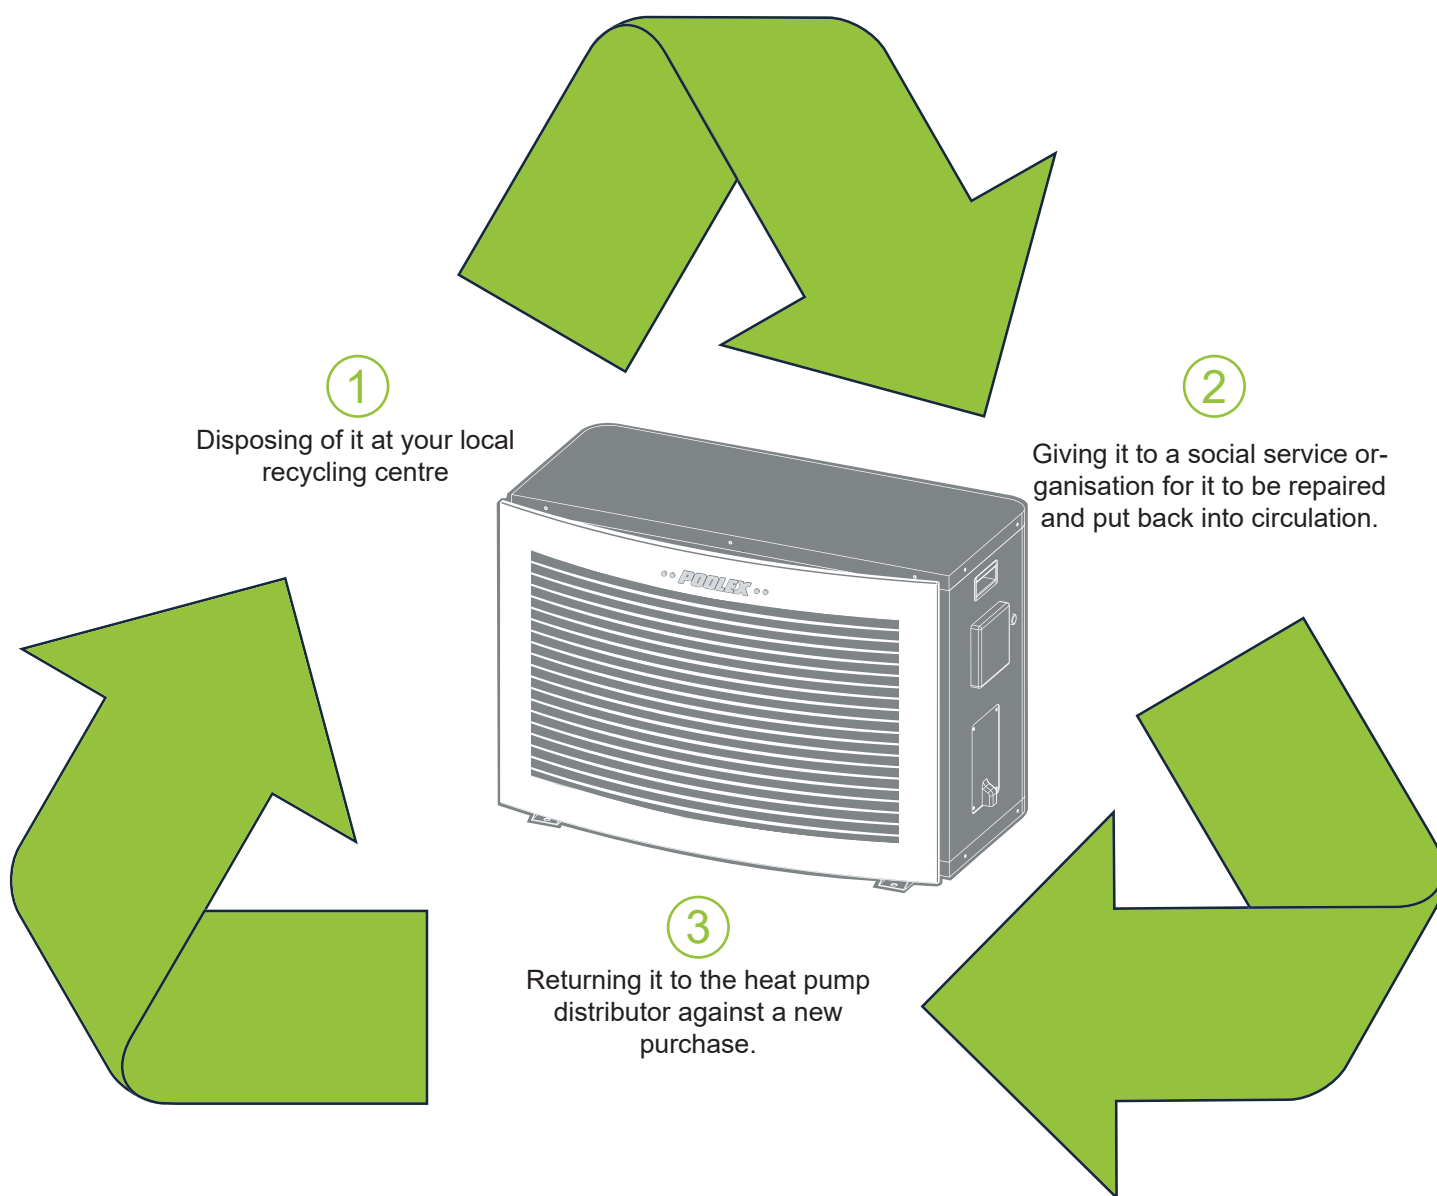 1
Disposing of it at your local
recycling centre
2
Giving it to a social service or-
ganisation for it to be repaired
and put back into circulation.
POOLEX
3
Returning it to the heat pump
distributor against a new
purchase.